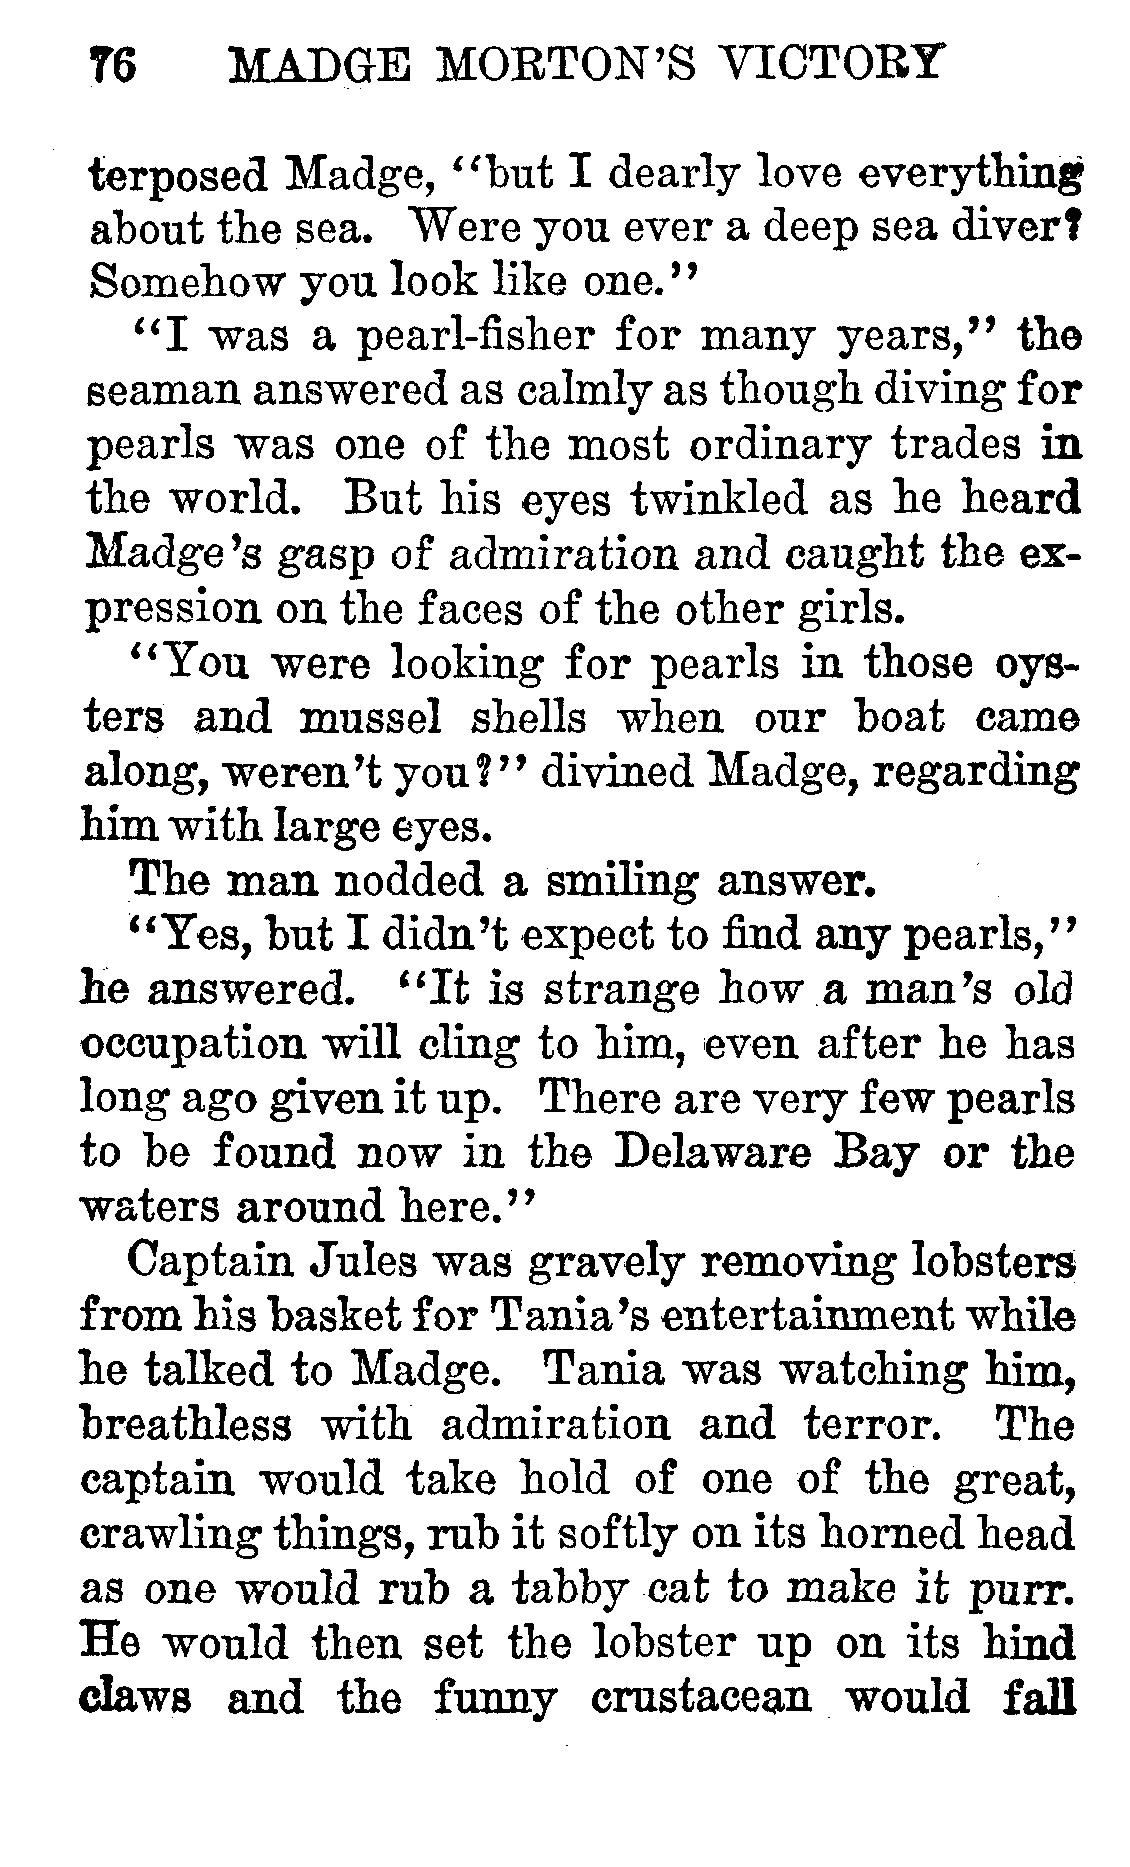 76 MADGE MORTON'S VICTORY
terposed Madge, "but I dearly love everything
about the sea. Were you ever a deep sea diver?
Somehow you look like one."
"I was a pearl-fisher for many years," the
seaman answered as calmly as though diving for
pearls was one of the most ordinary trades in
the world. But his eyes twinkled as he heard
Madge's gasp of admiration and caught the ex-
pression on the faces of the other girls.
"You were looking for pearls in those oys-
ters and mussel shells when our boat came
along, weren't you?" divined Madge, regarding
him with large eyes.
The man nodded a smiling answer.
"Yes, but I didn't expect to find any pearls,"
he answered. "It is strange how a man's old
occupation will cling to him, even after he has
long ago given it up. There are very few pearls
to be found now in the Delaware Bay or the
waters around here."
Captain Jules was gravely removing lobsters
from his basket for Tania's entertainment while
he talked to Madge. Tania was watching him,
breathless with admiration and terror. The
captain would take hold of one of the great,
crawling things, rub it softly on its horned head
as one would rub a tabby cat to make it purr.
He would then set the lobster up on its hind
claws and the funny crustacean would fall